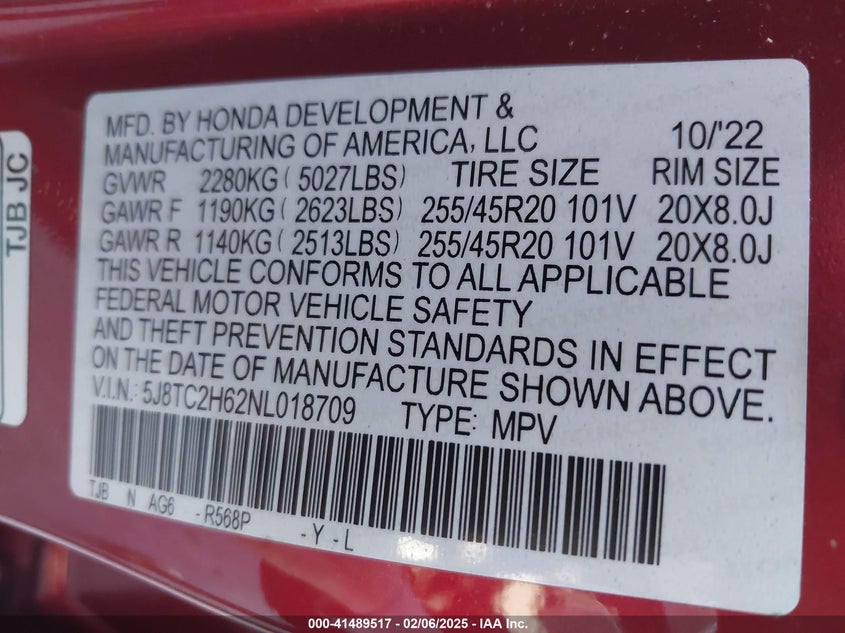 TJB JC
MFD. BY HONDA DEVELOPMENT &
MANUFACTURING OF AMERICA, LLC 10/'22
GVWR 2280KG ( 5027LBS) TIRE SIZE RIM SIZE
GAWR F 1190KG ( 2623LBS) 255/45R20 101V 20X8.0J
GAWR R 1140KG ( 2513LBS) 255/45R20 101V 20X8.0J
THIS VEHICLE CONFORMS TO ALL APPLICABLE
FEDERAL MOTOR VEHICLE SAFETY
AND THEFT PREVENTION STANDARDS IN EFFECT
ON THE DATE OF MANUFACTURE SHOWN ABOVE.
V.I.N.: 5J8TC2H62NL018709 TYPE: MPV
TJB N AG6 - R568P - Y - L
000-41489517 - 02/06/2025 - IAA Inc.